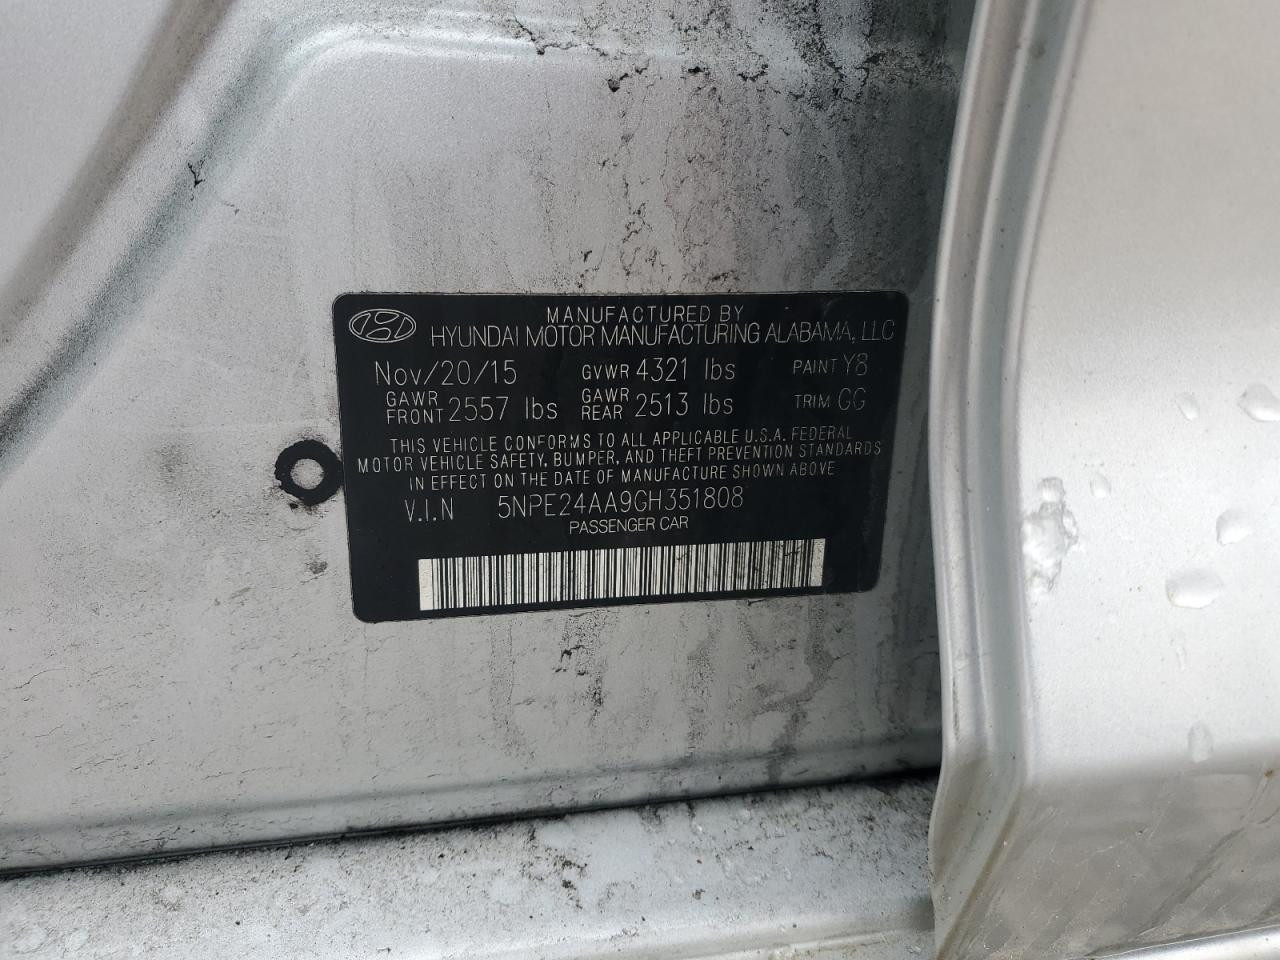 MANUFACTURED BY
HYUNDAI MOTOR MANUFACTURING ALABAMA, LLC
Nov/20/15 GVWR 4321 lbs PAINT Y8
GAWR FRONT 2557 lbs GAWR REAR 2513 lbs TRIM GG
THIS VEHICLE CONFORMS TO ALL APPLICABLE U.S.A. FEDERAL
MOTOR VEHICLE SAFETY, BUMPER, AND THEFT PREVENTION STANDARDS
IN EFFECT ON THE DATE OF MANUFACTURE SHOWN ABOVE
V.I.N 5NPE24AA9GH351808
PASSENGER CAR